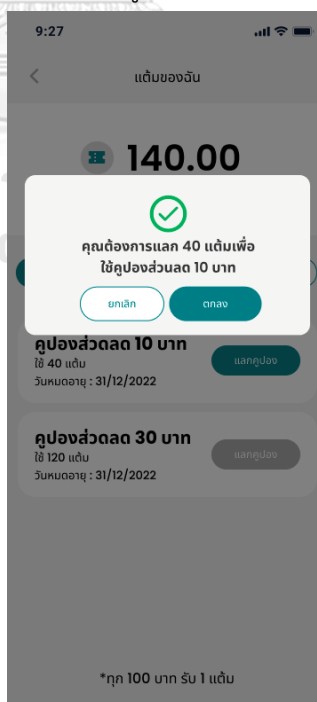 9:27
แต้มของฉัน
140.00
คุณต้องการแลก 40 แต้มเพื่อ
ใช้คูปองส่วนลด 10 บาท
ยกเลิก
ตกลง
คูปองส่วดลด 10 บาท
ใช้ 40 แต้ม
วันหมดอายุ : 31/12/2022
แลกคูปอง
คูปองส่วดลด 30 บาท
ใช้ 120 แต้ม
วันหมดอายุ : 31/12/2022
แลกคูปอง
*ทุก 100 บาท รับ 1 แต้ม